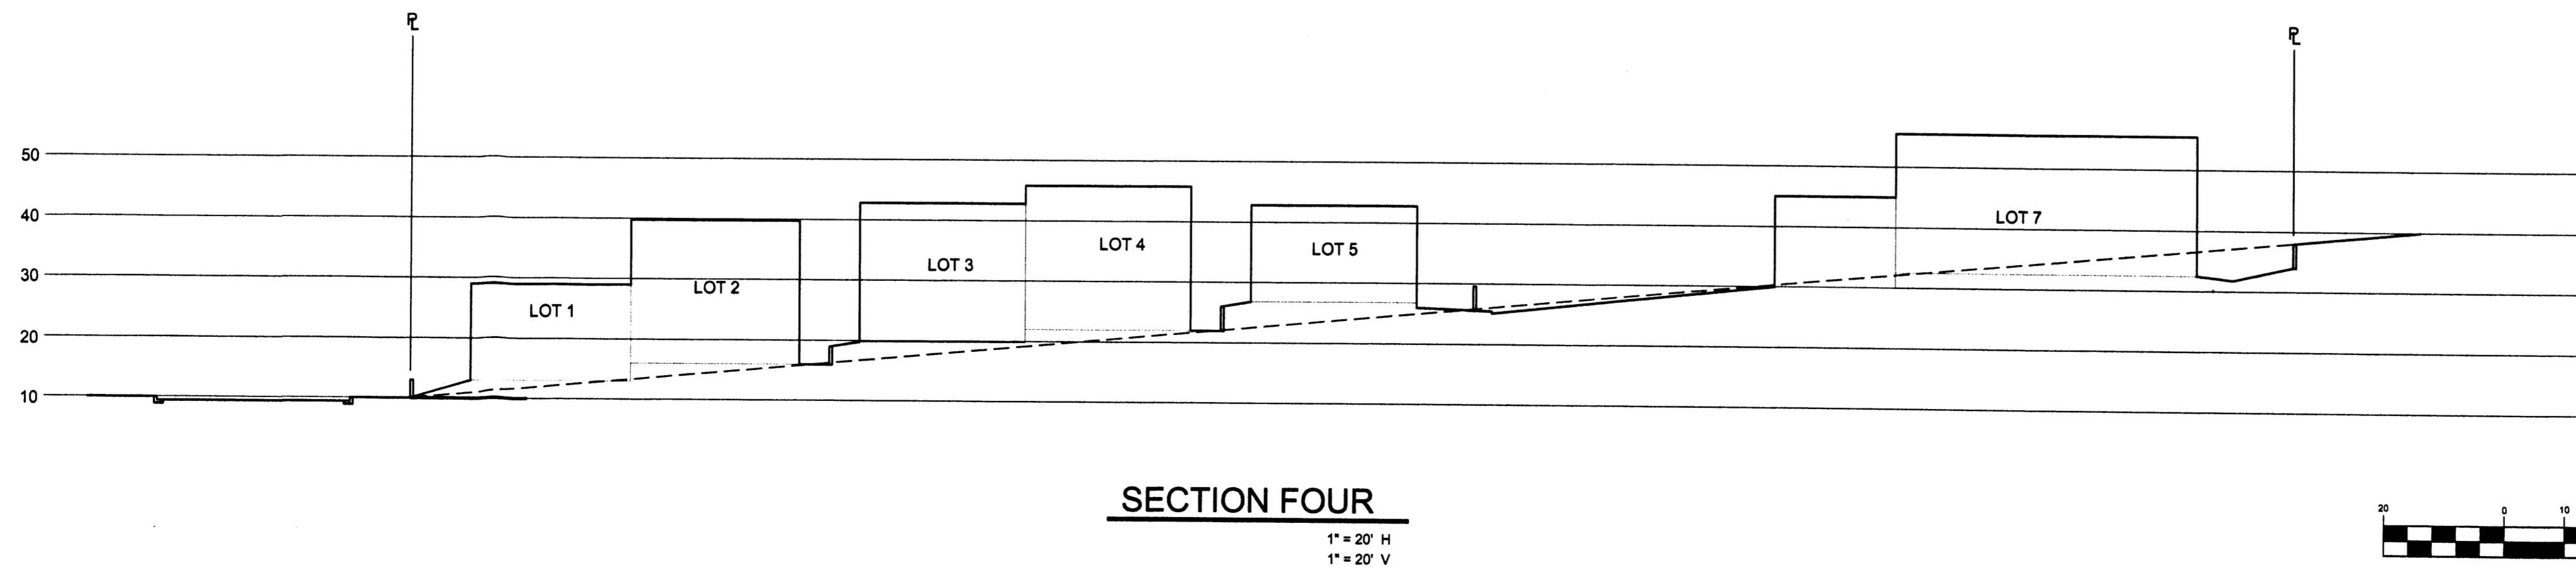 PL
PL
50
40
30
20
10
LOT 1
LOT 2
LOT 3
LOT 4
LOT 5
LOT 7
SECTION FOUR
1" = 20' H
1" = 20' V
20 0 10